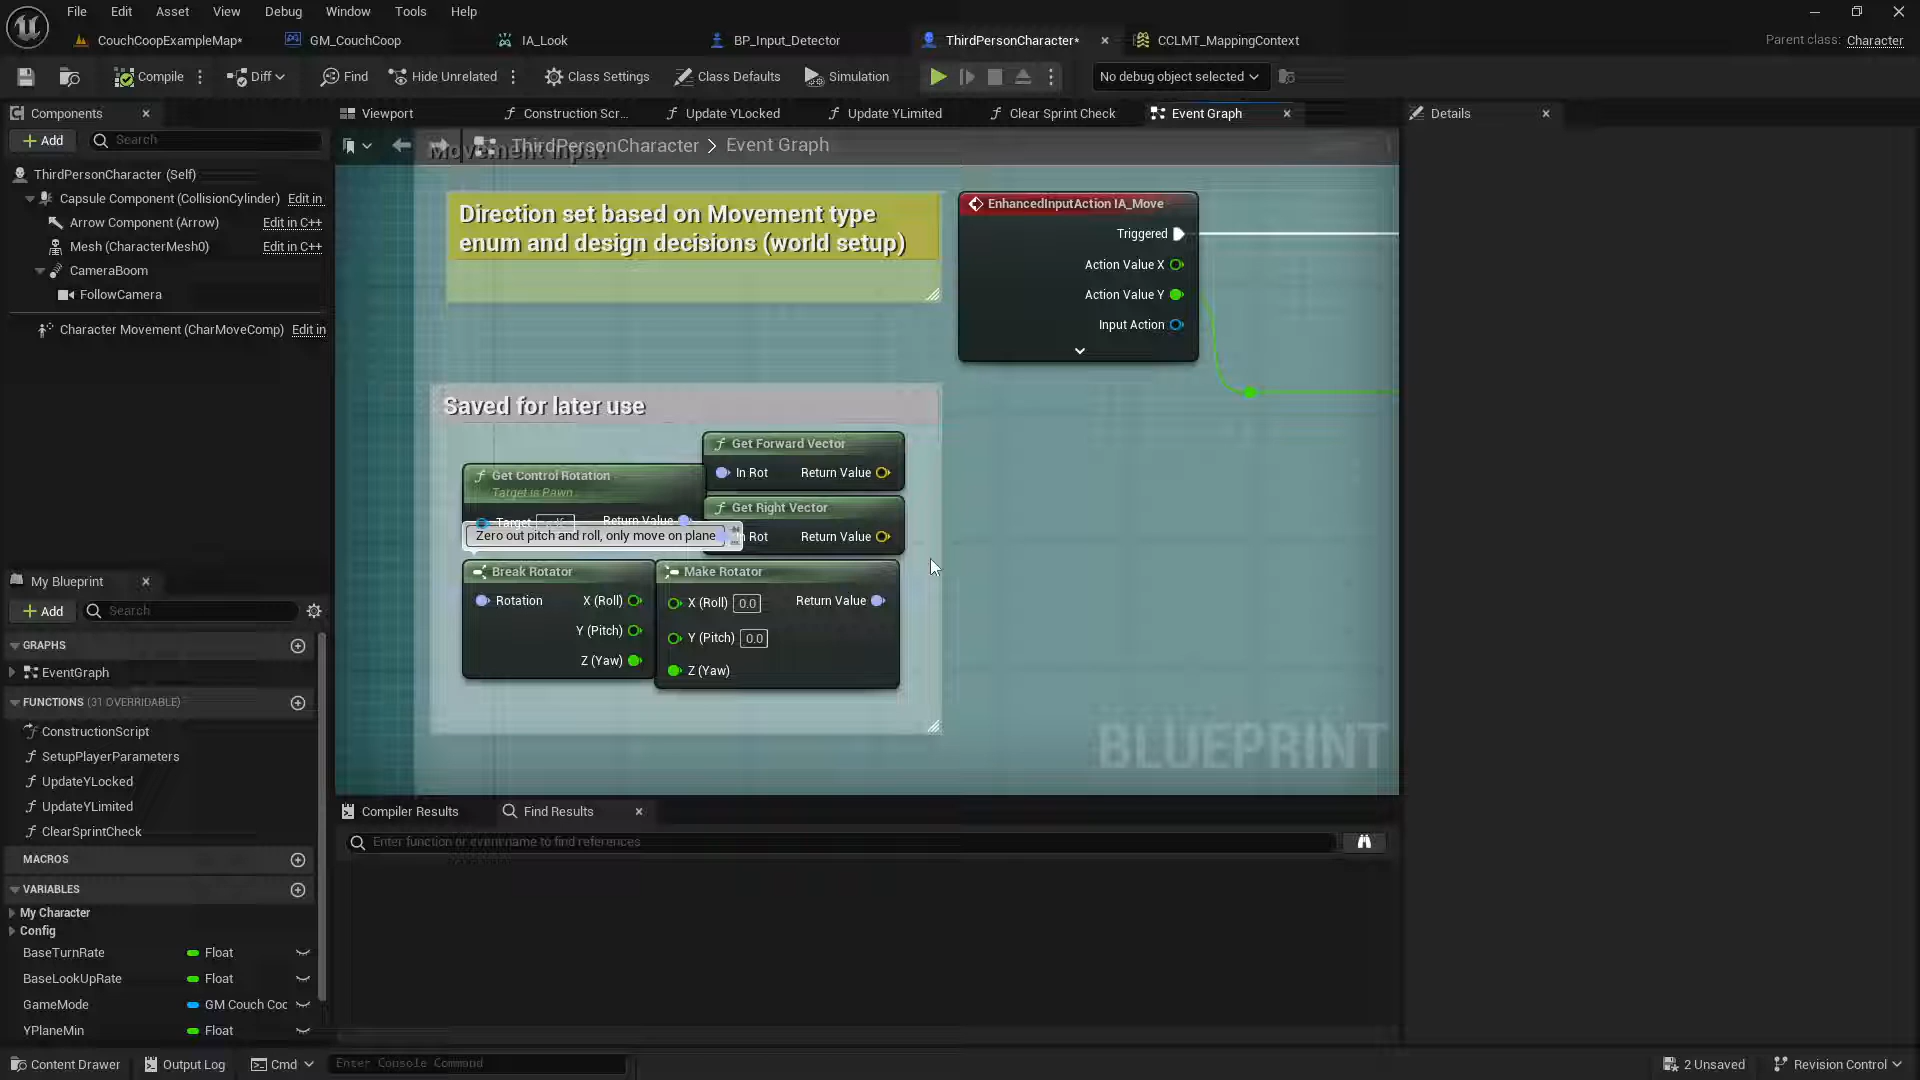 File Edit Asset View Debug Window Tools Help
CouchCoopExampleMap* GM_CouchCoop IA_Look BP_Input_Detector ThirdPersonCharacter* CCLMT_MappingContext Parent class: Character
Compile Diff Find Hide Unrelated Class Settings Class Defaults Simulation No debug object selected
Components Viewport Construction Scr... Update YLocked Update YLimited Clear Sprint Check Event Graph Details
Add Search
Movement Input
ThirdPersonCharacter > Event Graph
ThirdPersonCharacter (Self)
Capsule Component (CollisionCylinder) Edit in
Arrow Component (Arrow) Edit in C++
Mesh (CharacterMesh0) Edit in C++
CameraBoom
FollowCamera
Character Movement (CharMoveComp) Edit in
Direction set based on Movement type
enum and design decisions (world setup)
EnhancedInputAction IA_Move
Triggered
Action Value X
Action Value Y
Input Action
Saved for later use
Get Forward Vector
In Rot Return Value
Get Control Rotation
Target is Pawn
Target Return Value
Get Right Vector
In Rot Return Value
Zero out pitch and roll, only move on plane
Break Rotator
Rotation X (Roll)
Y (Pitch)
Z (Yaw)
Make Rotator
X (Roll) 0.0 Return Value
Y (Pitch) 0.0
Z (Yaw)
BLUEPRINT
My Blueprint
Add Search
GRAPHS
EventGraph
FUNCTIONS (31 OVERRIDABLE)
ConstructionScript
SetupPlayerParameters
UpdateYLocked
UpdateYLimited
ClearSprintCheck
MACROS
VARIABLES
My Character
Config
BaseTurnRate Float
BaseLookUpRate Float
GameMode GM Couch Coo
YPlaneMin Float
Compiler Results Find Results
Enter function or event name to find references
Content Drawer Output Log Cmd Enter Console Command 2 Unsaved Revision Control